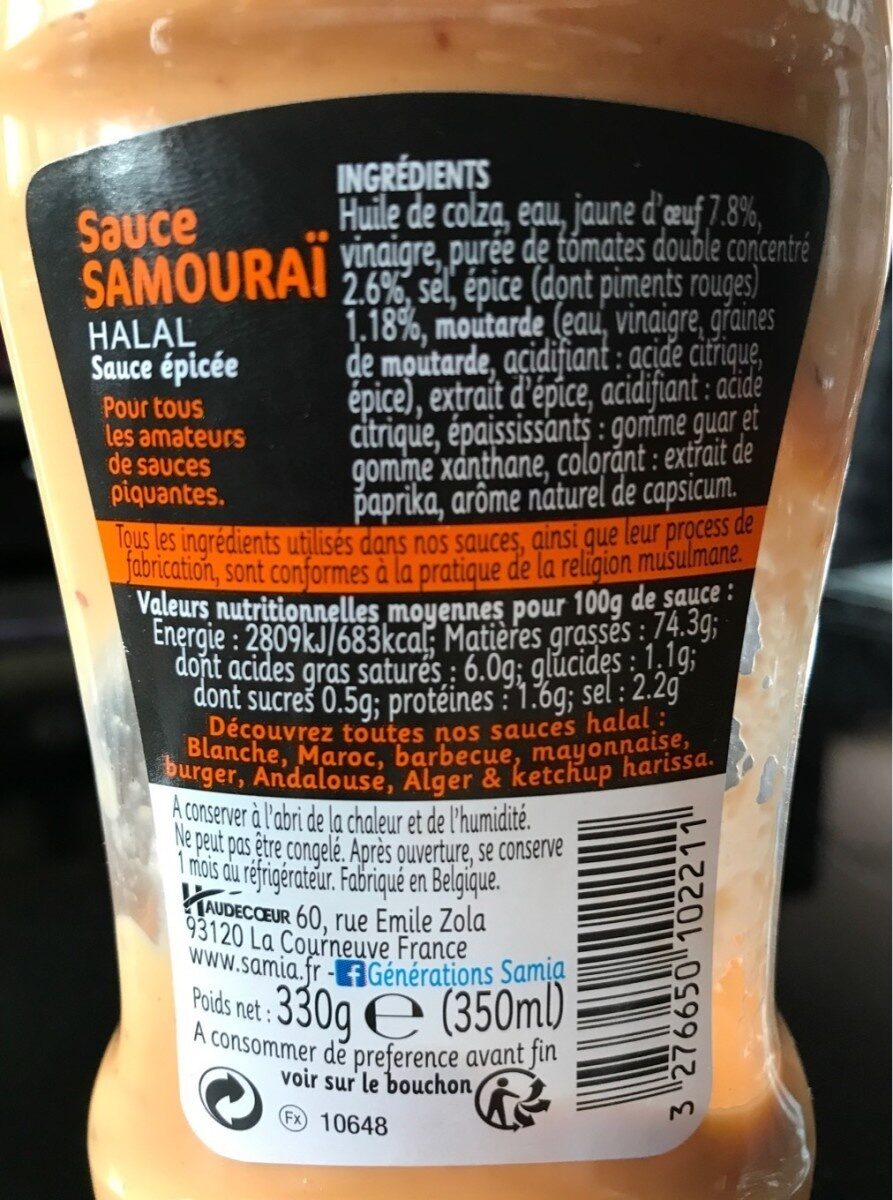 Sauce
SAMOURAÏ
HALAL
Sauce épicée
Pour tous
les amateurs
de sauces
piquantes.
INGRÉDIENTS
Huile de colza, eau, jaune d'œuf 7.8%,
vinaigre, purée de tomates double concentré
2.6%, sel, épice (dont piments rouges)
1.18%, moutarde (eau, vinaigre, graines
de moutarde, acidifiant : acide citrique,
épice), extrait d'épice, acidifiant : acide
citrique, épaississants : gomme guar et
gomme xanthane, colorant : extrait de
paprika, arôme naturel de capsicum.
Tous les ingrédients utilisés dans nos sauces, ainsi que leur process de
fabrication, sont conformes à la pratique de la religion musulmane.
Valeurs nutritionnelles moyennes pour 100g de sauce :
Energie : 2809kJ/683kcal; Matières grasses : 74.3g;
dont acides gras saturés : 6.0g; glucides : 1.1g;
dont sucres 0.5g; protéines : 1.6g; sel : 2.2g
Découvrez toutes nos sauces halal :
Blanche, Maroc, barbecue, mayonnaise,
burger, Andalouse, Alger & ketchup harissa.
A conserver à l'abri de la chaleur et de l'humidité.
Ne peut pas être congelé. Après ouverture, se conserve
1 mois au réfrigérateur. Fabriqué en Belgique.
HAUDECŒUR 60, rue Emile Zola
93120 La Courneuve France
www.samia.fr - f Générations Samia
Poids net : 330g e (350ml)
A consommer de preference avant fin
voir sur le bouchon
Fx 10648
3 276650 102211